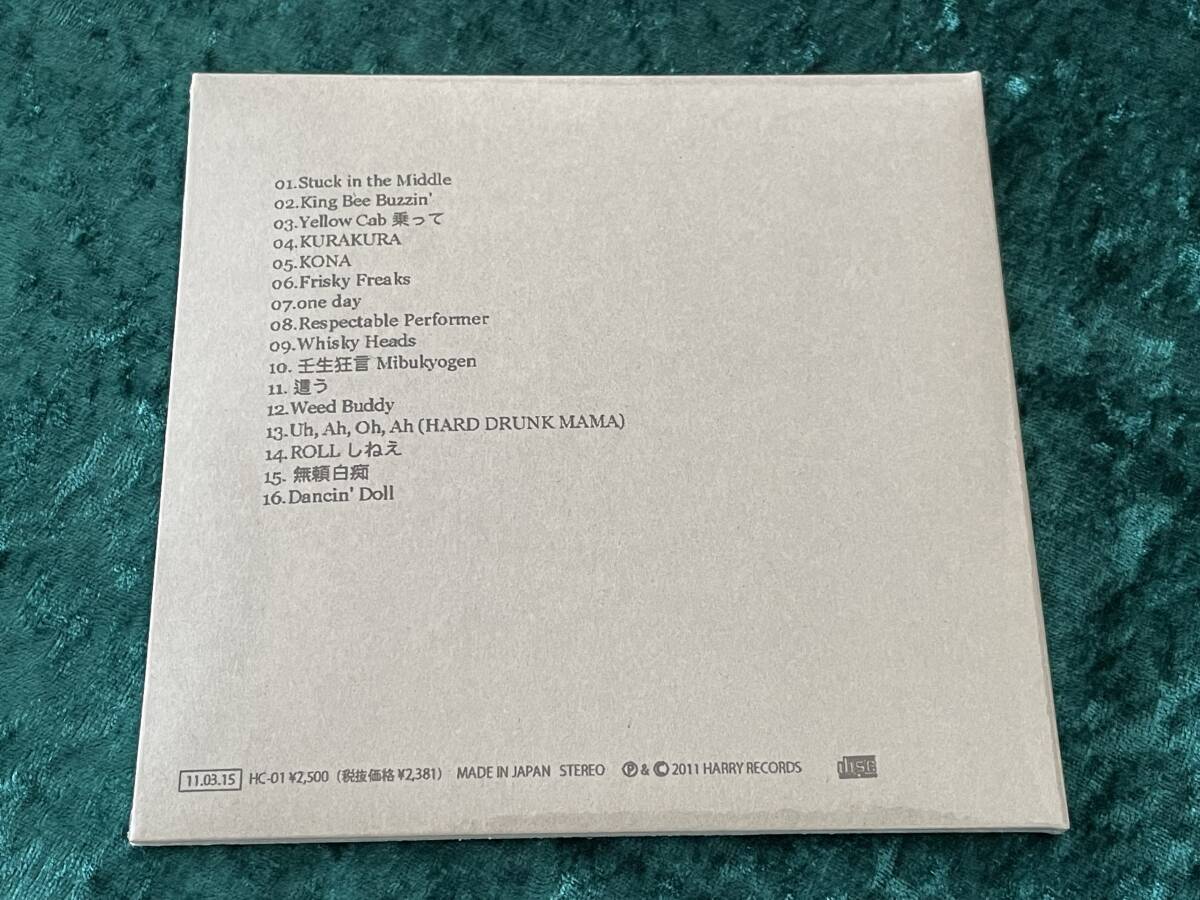 01.Stuck in the Middle
02.King Bee Buzzin'
03.Yellow Cab 乗って
04.KURAKURA
05.KONA
06.Frisky Freaks
07.one day
08.Respectable Performer
09.Whisky Heads
10. 壬生狂言 Mibukyogen
11. 遣う
12.Weed Buddy
13.Uh, Ah, Oh, Ah (HARD DRUNK MAMA)
14.ROLL しねえ
15. 無頼白痴
16.Dancin' Doll
11.03.15 HC-01 ¥2,500（税抜価格 ¥2,381） MADE IN JAPAN STEREO Ⓟ & © 2011 HARRY RECORDS disc